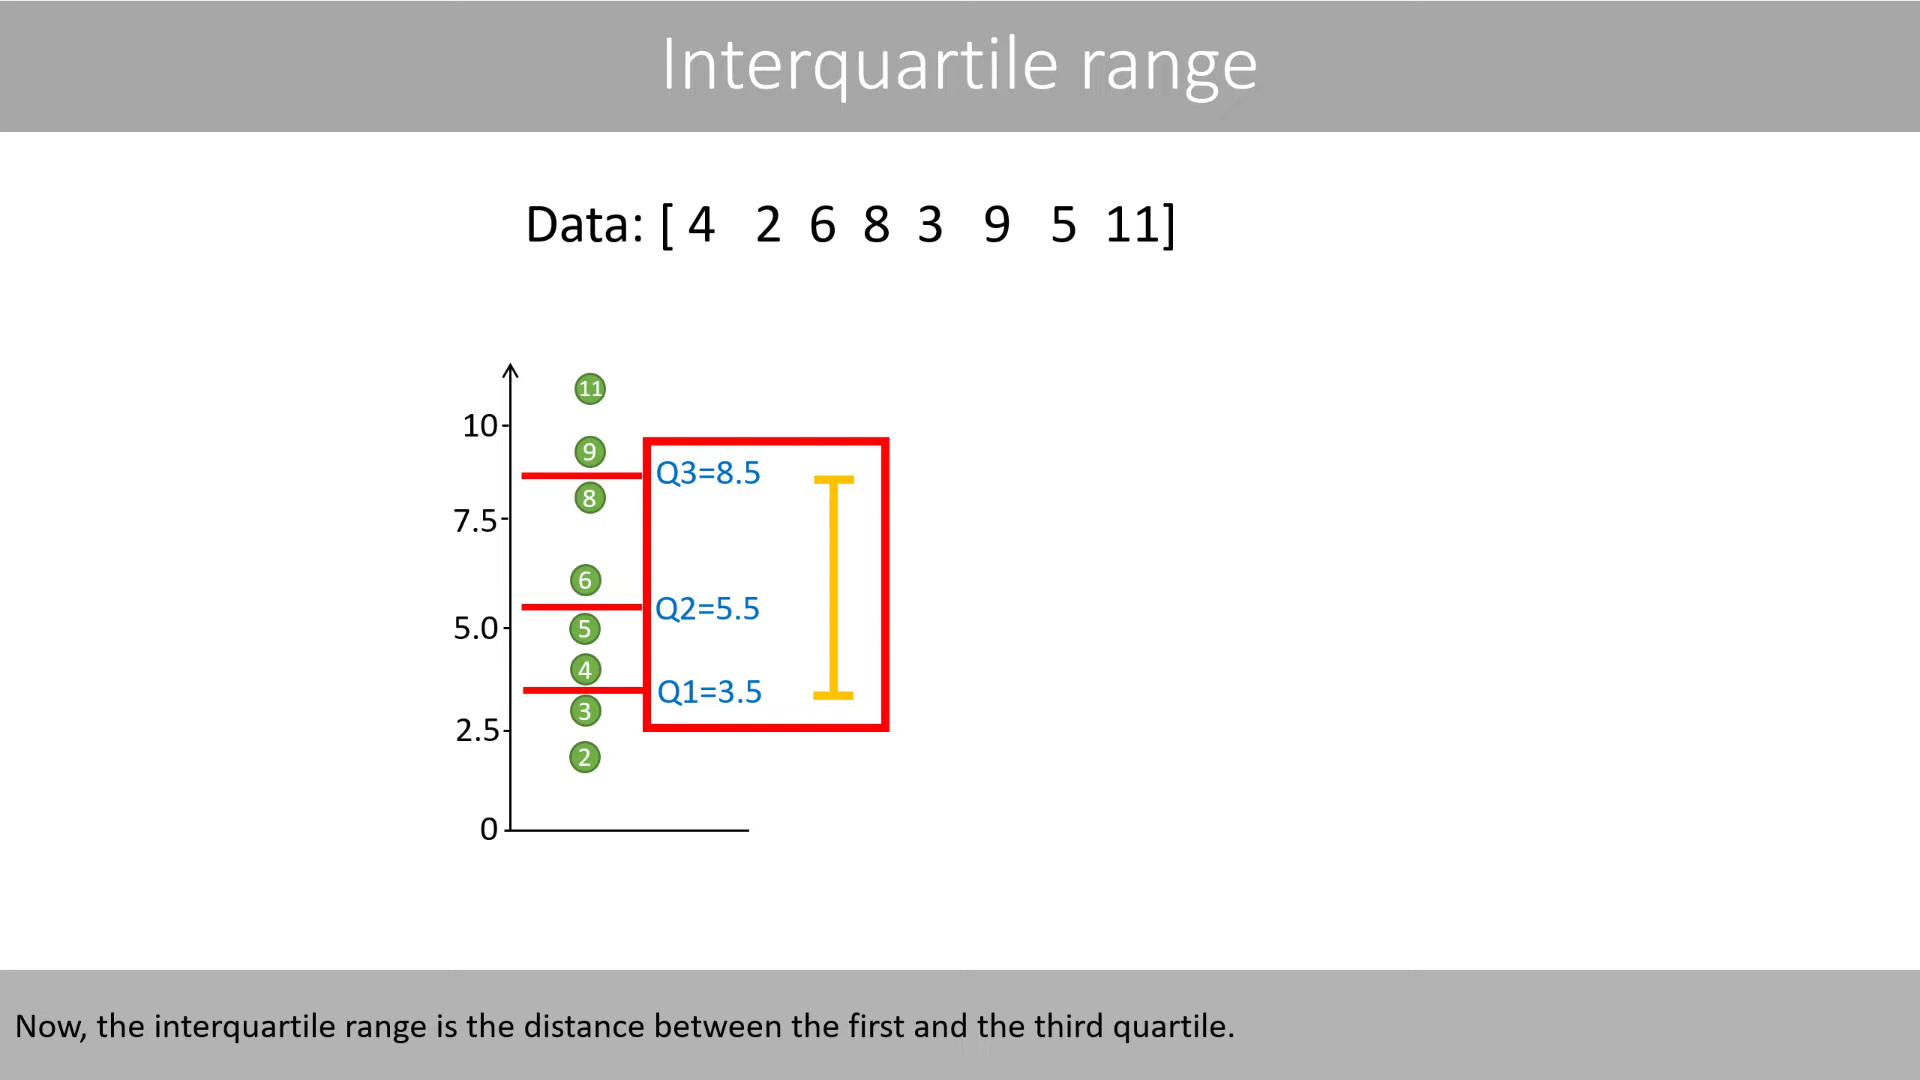 Interquartile range
Data: [ 4 2 6 8 3 9 5 11]
11
10
9
Q3=8.5
8
7.5
6
Q2=5.5
5.0
5
4
Q1=3.5
3
2.5
2
0
Now, the interquartile range is the distance between the first and the third quartile.